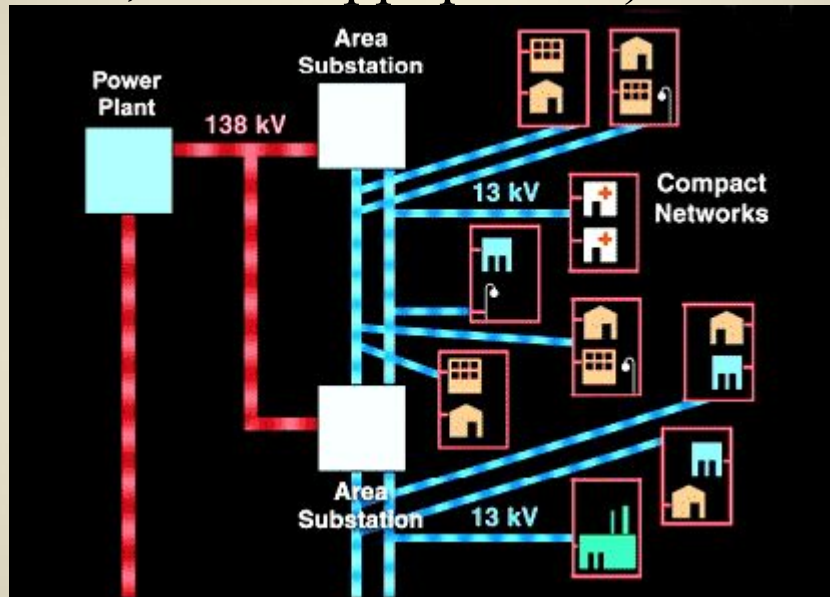 Area
Substation
Power
Plant
138 kV
13 kV
Compact
Networks
Area
Substation
13 kV